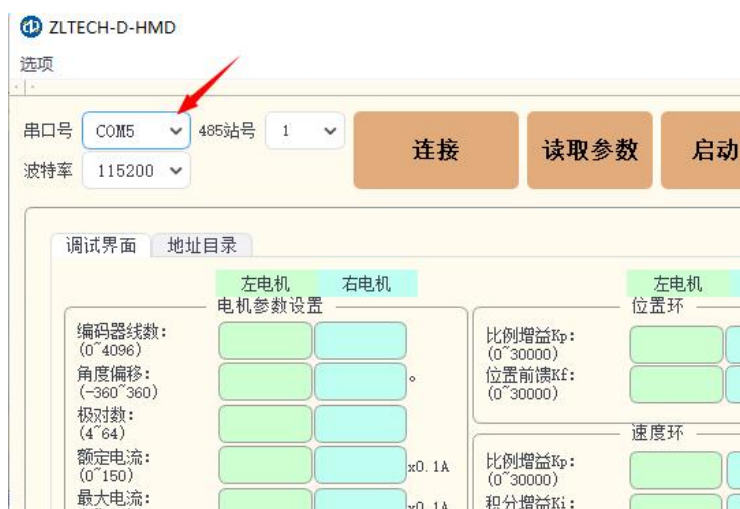 ZLTECH-D-HMD
选项
串口号 COM5 485站号 1
波特率 115200
连接 读取参数 启动
调试界面 地址目录
左电机 右电机
电机参数设置
编码器线数:
(0~4096)
角度偏移:
(-360~360)
°
极对数:
(4~64)
额定电流:
(0~150)
x0.1A
最大电流:
x0.1A
左电机
位置环
比例增益Kp:
(0~30000)
位置前馈Kf:
(0~30000)
速度环
比例增益Kp:
(0~30000)
积分增益Ki: